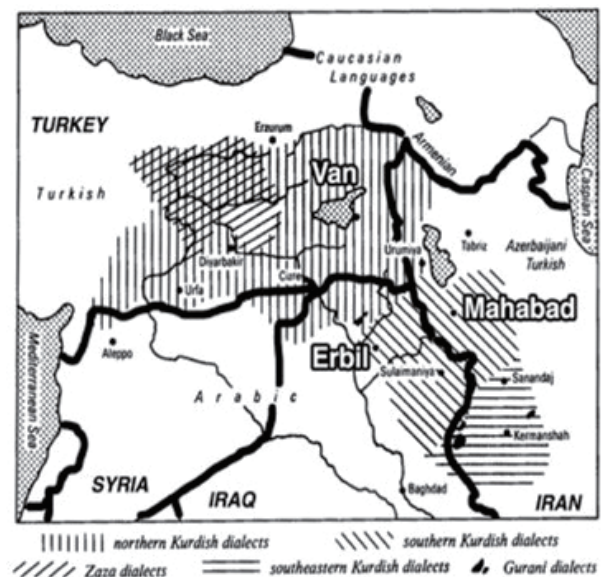 Black Sea
Caucasian
Languages
TURKEY
Erzurum
Armenian
Caspian Sea
Van
Turkish
Diyarbakir
Urumiya
Tabriz
Azerbaijani
Turkish
Cizre
Urfa
Mahabad
Aleppo
Erbil
Mediterranean Sea
Sulaimaniya
Sanandaj
Arabic
Kermanshah
SYRIA
IRAQ
Baghdad
IRAN
northern Kurdish dialects
southern Kurdish dialects
Zaza dialects
southeastern Kurdish dialects
Gurani dialects